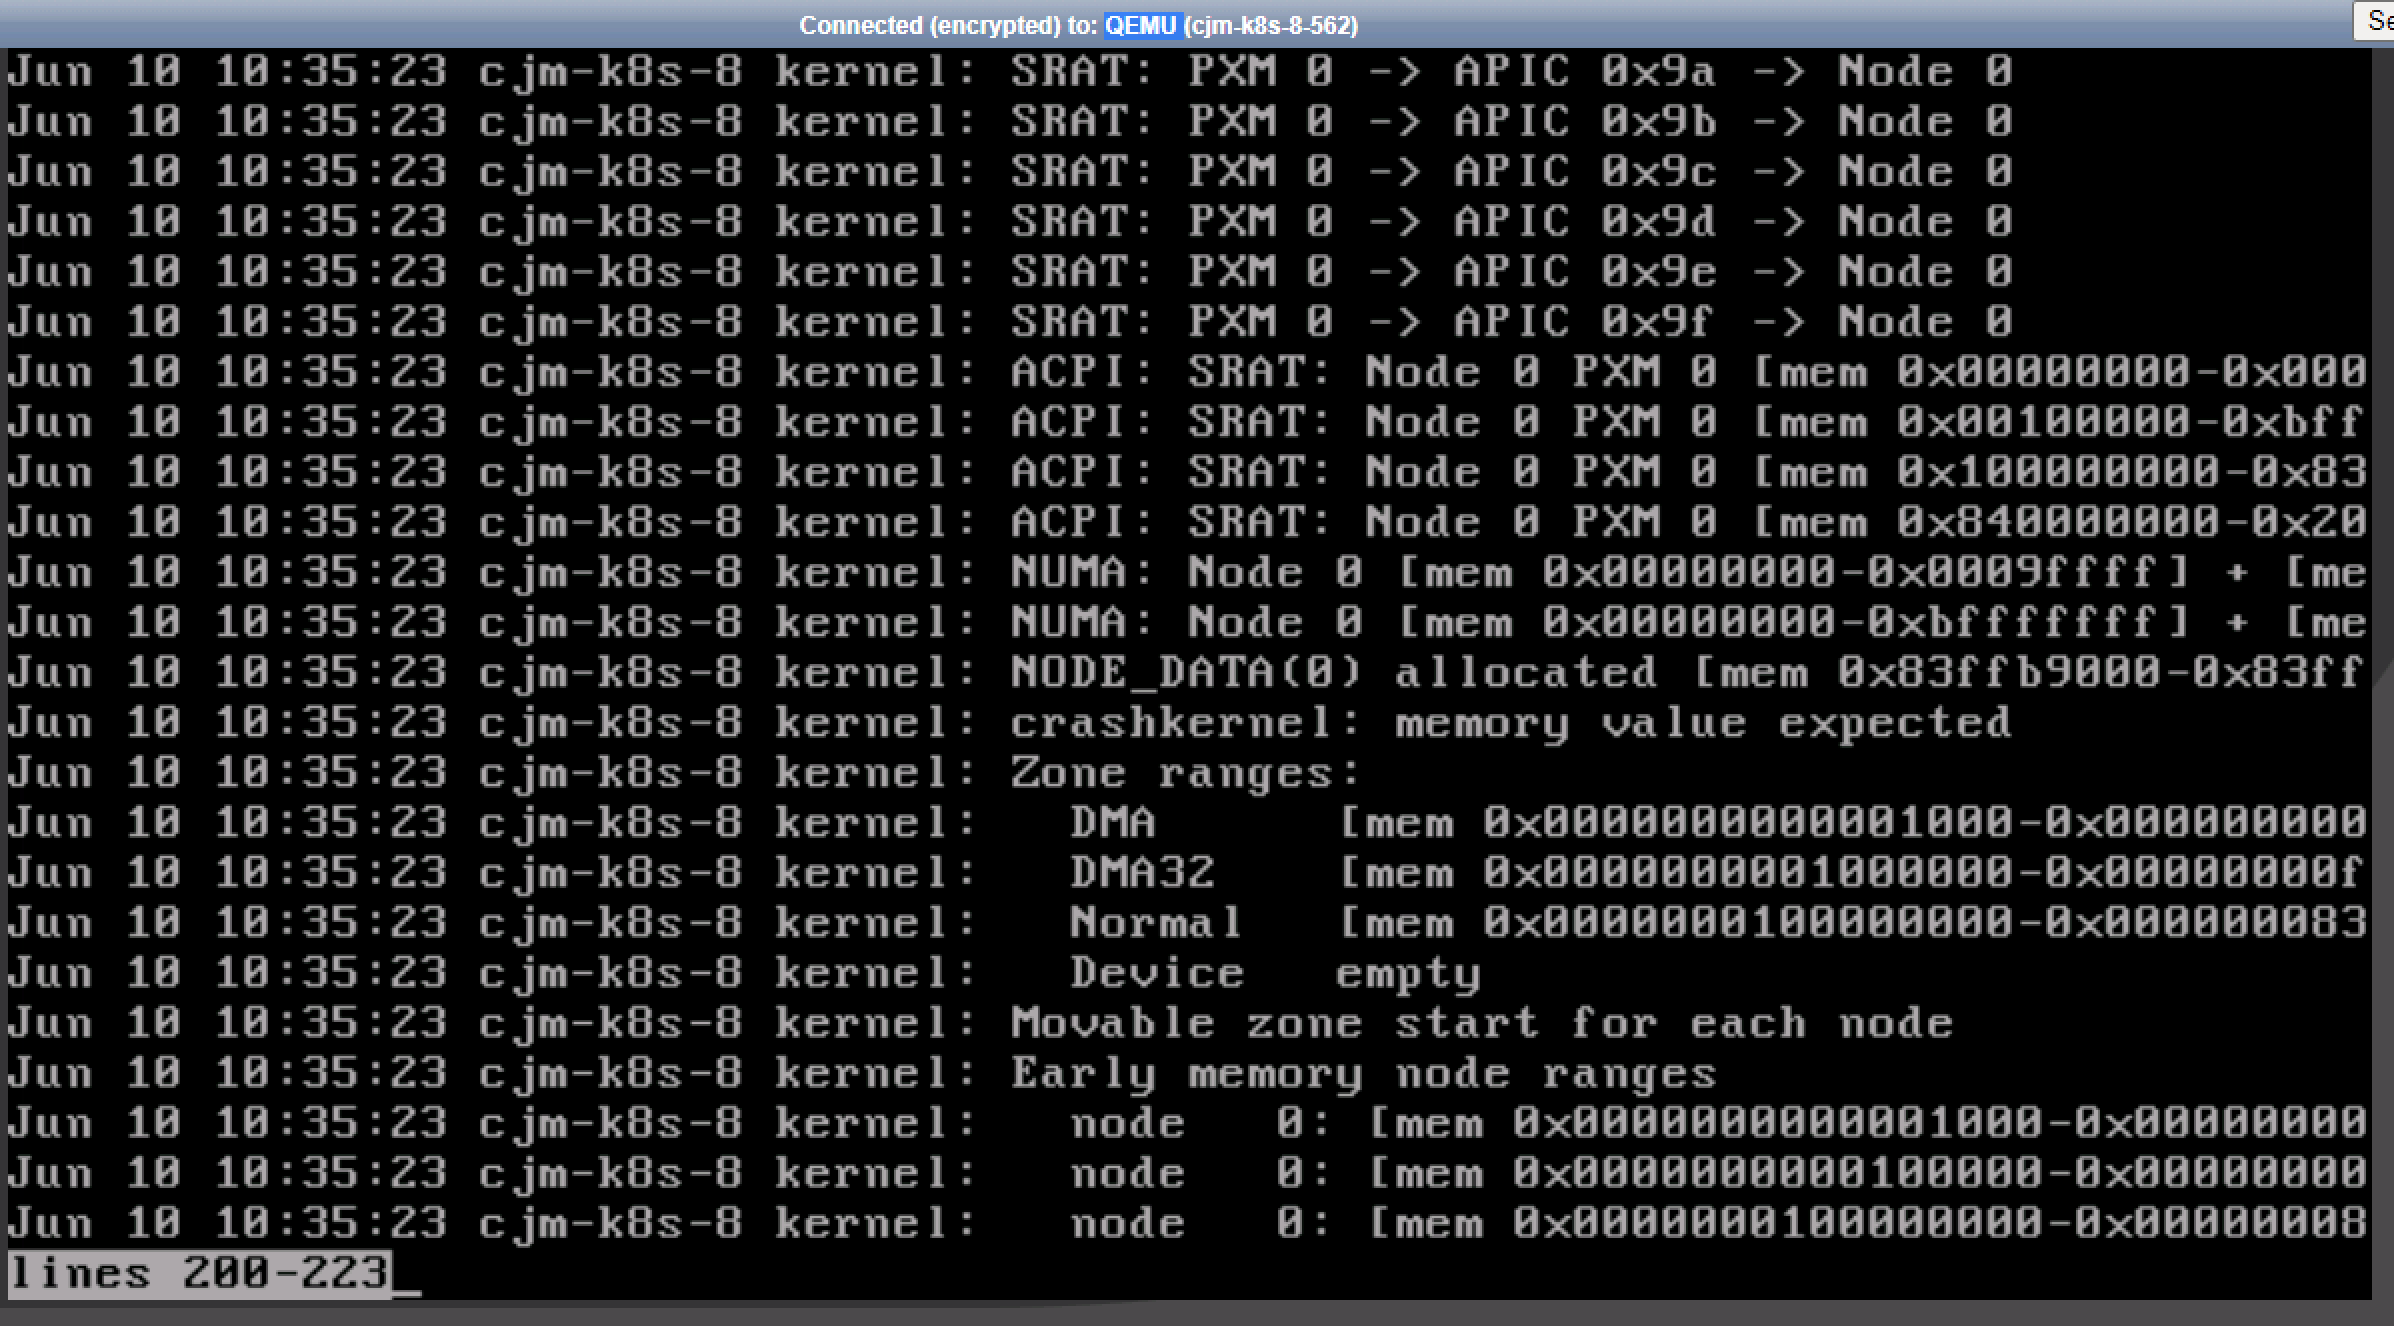 Connected (encrypted) to: QEMU (cjm-k8s-8-562)
Se
Jun 10 10:35:23 cjm-k8s-8 kernel: SRAT: PXM 0 -> APIC 0x9a -> Node 0
Jun 10 10:35:23 cjm-k8s-8 kernel: SRAT: PXM 0 -> APIC 0x9b -> Node 0
Jun 10 10:35:23 cjm-k8s-8 kernel: SRAT: PXM 0 -> APIC 0x9c -> Node 0
Jun 10 10:35:23 cjm-k8s-8 kernel: SRAT: PXM 0 -> APIC 0x9d -> Node 0
Jun 10 10:35:23 cjm-k8s-8 kernel: SRAT: PXM 0 -> APIC 0x9e -> Node 0
Jun 10 10:35:23 cjm-k8s-8 kernel: SRAT: PXM 0 -> APIC 0x9f -> Node 0
Jun 10 10:35:23 cjm-k8s-8 kernel: ACPI: SRAT: Node 0 PXM 0 [mem 0x00000000-0x000
Jun 10 10:35:23 cjm-k8s-8 kernel: ACPI: SRAT: Node 0 PXM 0 [mem 0x00100000-0xbff
Jun 10 10:35:23 cjm-k8s-8 kernel: ACPI: SRAT: Node 0 PXM 0 [mem 0x100000000-0x83
Jun 10 10:35:23 cjm-k8s-8 kernel: ACPI: SRAT: Node 0 PXM 0 [mem 0x840000000-0x20
Jun 10 10:35:23 cjm-k8s-8 kernel: NUMA: Node 0 [mem 0x00000000-0x0009ffff] + [me
Jun 10 10:35:23 cjm-k8s-8 kernel: NUMA: Node 0 [mem 0x00000000-0xbfffffff] + [me
Jun 10 10:35:23 cjm-k8s-8 kernel: NODE_DATA(0) allocated [mem 0x83ffb9000-0x83ff
Jun 10 10:35:23 cjm-k8s-8 kernel: crashkernel: memory value expected
Jun 10 10:35:23 cjm-k8s-8 kernel: Zone ranges:
Jun 10 10:35:23 cjm-k8s-8 kernel:   DMA      [mem 0x0000000000001000-0x000000000
Jun 10 10:35:23 cjm-k8s-8 kernel:   DMA32    [mem 0x0000000001000000-0x00000000f
Jun 10 10:35:23 cjm-k8s-8 kernel:   Normal   [mem 0x0000000100000000-0x000000083
Jun 10 10:35:23 cjm-k8s-8 kernel:   Device   empty
Jun 10 10:35:23 cjm-k8s-8 kernel: Movable zone start for each node
Jun 10 10:35:23 cjm-k8s-8 kernel: Early memory node ranges
Jun 10 10:35:23 cjm-k8s-8 kernel:   node   0: [mem 0x0000000000001000-0x00000000
Jun 10 10:35:23 cjm-k8s-8 kernel:   node   0: [mem 0x0000000000100000-0x00000000
Jun 10 10:35:23 cjm-k8s-8 kernel:   node   0: [mem 0x0000000100000000-0x00000008
lines 200-223